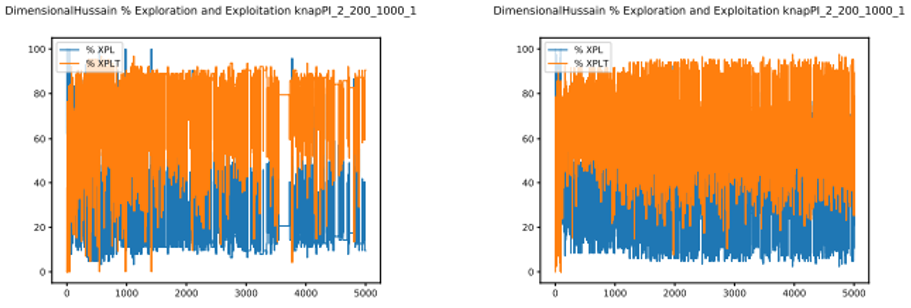 DimensionalHussain % Exploration and Exploitation knapPI_2_200_1000_1
100
80
60
40
20
0
% XPL
% XPLT
0 1000 2000 3000 4000 5000
DimensionalHussain % Exploration and Exploitation knapPI_2_200_1000_1
100
80
60
40
20
0
% XPL
% XPLT
0 1000 2000 3000 4000 5000